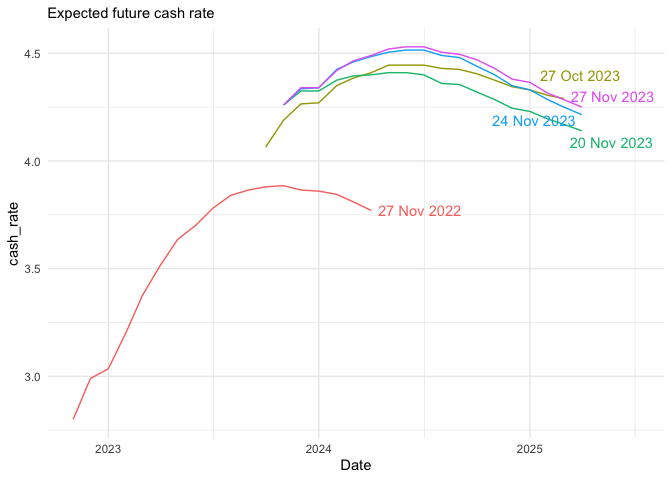 Expected future cash rate
4.5
4.0
3.5
3.0
cash_rate
27 Oct 2023
27 Nov 2023
24 Nov 2023
20 Nov 2023
27 Nov 2022
2023
2024
2025
Date